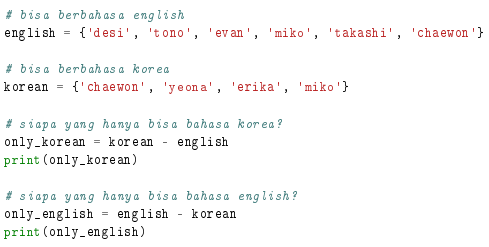 # bisa berbahasa english
english = {'desi', 'tono', 'evan', 'miko', 'takashi', 'chaewon'}
# bisa berbahasa korea
korean = {'chaewon', 'yeona', 'erika', 'miko'}
# siapa yang hanya bisa bahasa korea?
only_korean = korean - english
print(only_korean)
# siapa yang hanya bisa bahasa english?
only_english = english - korean
print(only_english)